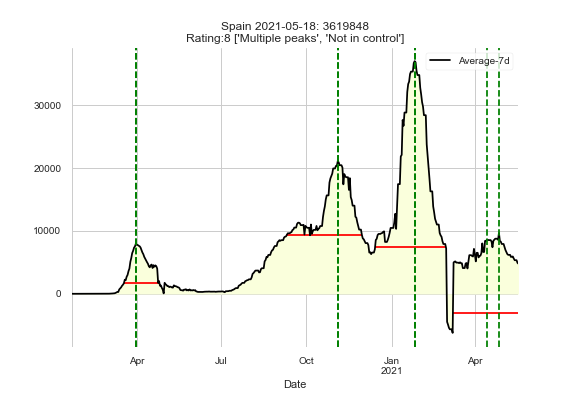 Spain 2021-05-18: 3619848
Rating:8 ['Multiple peaks', 'Not in control']
Average-7d
30000
20000
10000
0
Apr
Jul
Oct
Jan
2021
Apr
Date